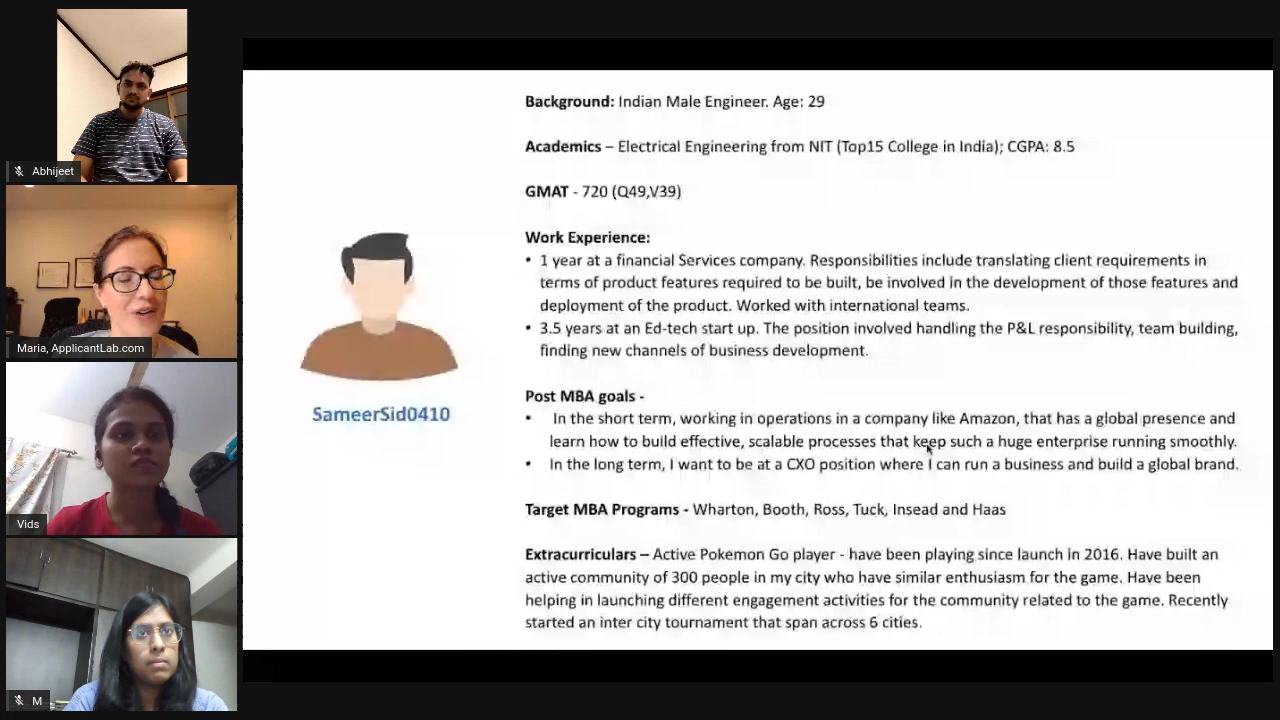 Abhijeet
Maria, ApplicantLab.com
Vids
M
SameerSid0410
Background: Indian Male Engineer. Age: 29
Academics – Electrical Engineering from NIT (Top15 College in India); CGPA: 8.5
GMAT - 720 (Q49,V39)
Work Experience:
• 1 year at a financial Services company. Responsibilities include translating client requirements in
terms of product features required to be built, be involved in the development of those features and
deployment of the product. Worked with international teams.
• 3.5 years at an Ed-tech start up. The position involved handling the P&L responsibility, team building,
finding new channels of business development.
Post MBA goals -
• In the short term, working in operations in a company like Amazon, that has a global presence and
learn how to build effective, scalable processes that keep such a huge enterprise running smoothly.
• In the long term, I want to be at a CXO position where I can run a business and build a global brand.
Target MBA Programs - Wharton, Booth, Ross, Tuck, Insead and Haas
Extracurriculars – Active Pokemon Go player - have been playing since launch in 2016. Have built an
active community of 300 people in my city who have similar enthusiasm for the game. Have been
helping in launching different engagement activities for the community related to the game. Recently
started an inter city tournament that span across 6 cities.